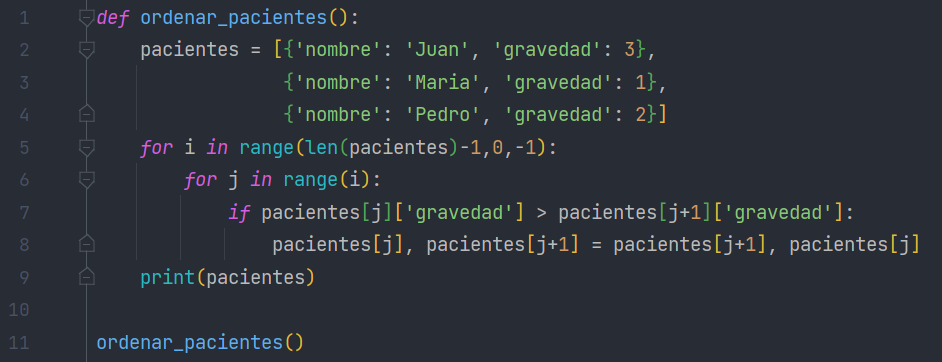 1 def ordenar_pacientes():
2     pacientes = [{'nombre': 'Juan', 'gravedad': 3},
3                  {'nombre': 'Maria', 'gravedad': 1},
4                  {'nombre': 'Pedro', 'gravedad': 2}]
5     for i in range(len(pacientes)-1,0,-1):
6         for j in range(i):
7             if pacientes[j]['gravedad'] > pacientes[j+1]['gravedad']:
8                 pacientes[j], pacientes[j+1] = pacientes[j+1], pacientes[j]
9     print(pacientes)
10
11 ordenar_pacientes()